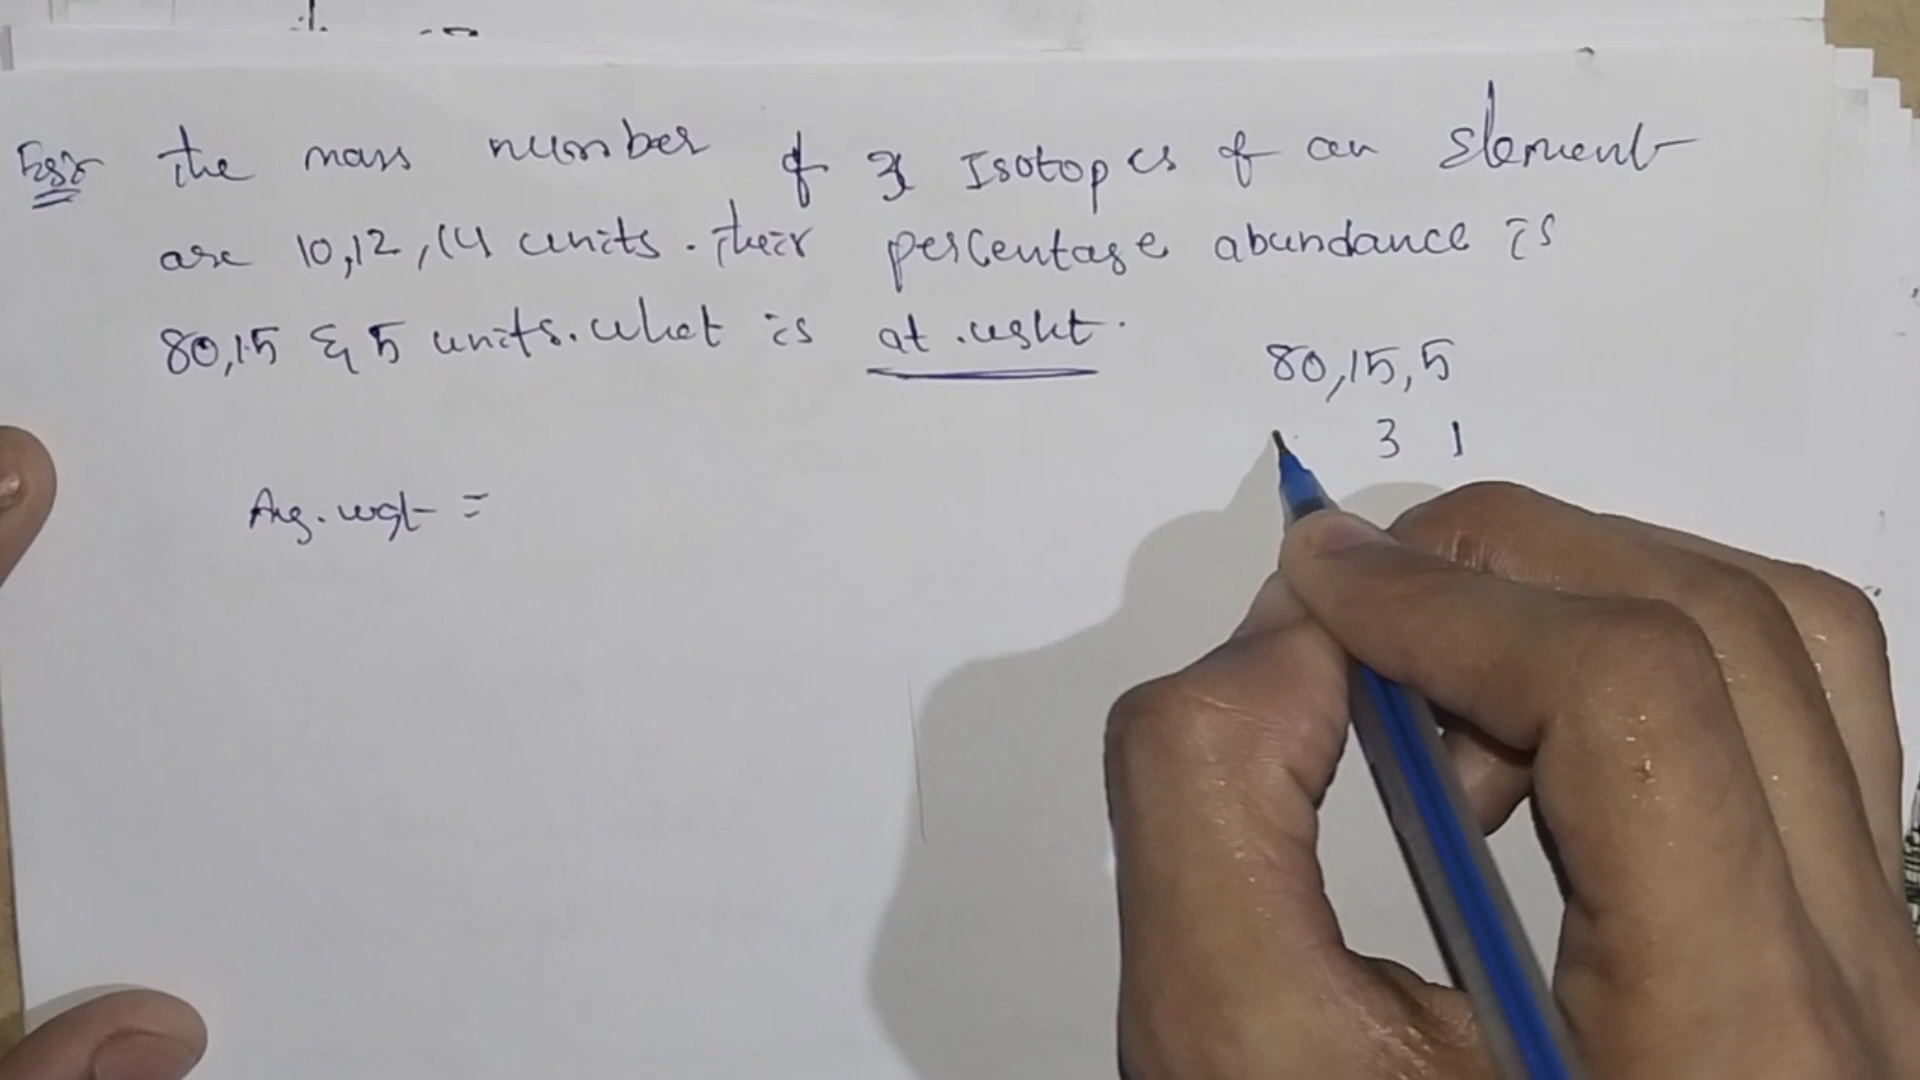 the mass number of 3 Isotopes of an Element
are 10,12,14 units. their percentage abundance is
80,15 & 5 units. what is at.wght.
80,15,5
3 1
Avg. wgt =